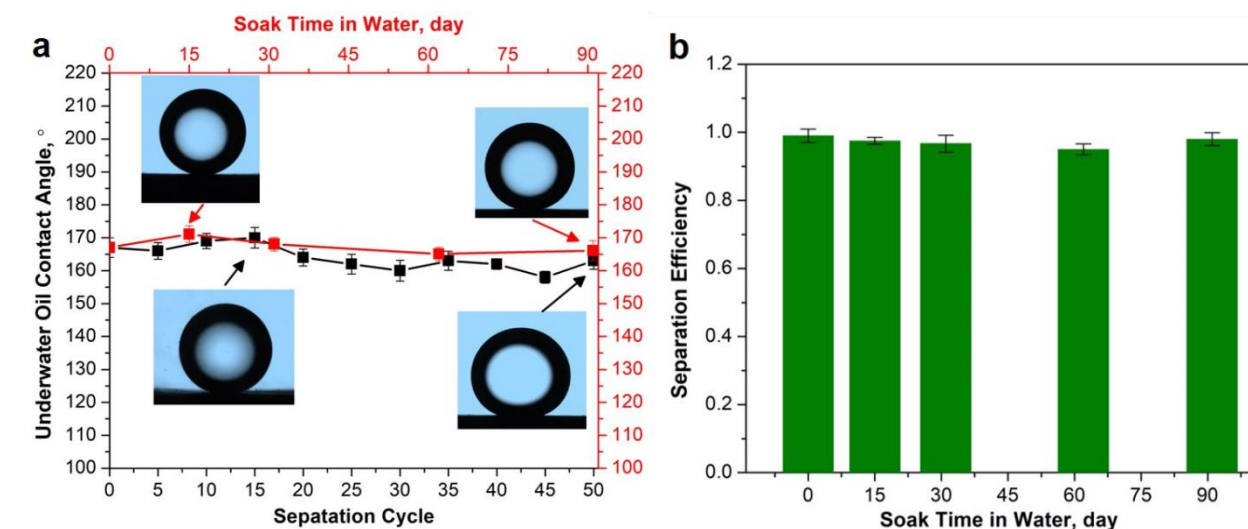 a
Soak Time in Water, day
0 15 30 45 60 75 90
Underwater Oil Contact Angle, °
220 220
210 210
200 200
190 190
180 180
170 170
160 160
150 150
140 140
130 130
120 120
110 110
100 100
0 5 10 15 20 25 30 35 40 45 50
Sepatation Cycle
b
Separation Efficiency
1.2
1.0
0.8
0.6
0.4
0.2
0.0
0 15 30 45 60 75 90
Soak Time in Water, day